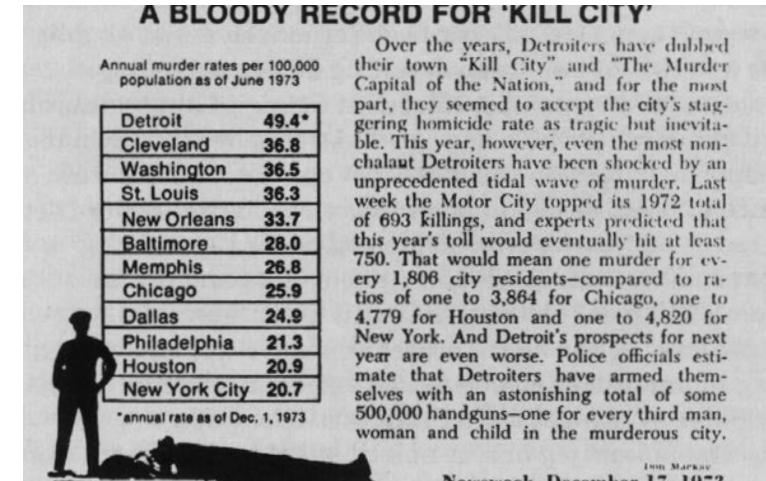 A BLOODY RECORD FOR 'KILL CITY'
Annual murder rates per 100,000
population as of June 1973
Detroit 49.4*
Cleveland 36.8
Washington 36.5
St. Louis 36.3
New Orleans 33.7
Baltimore 28.0
Memphis 26.8
Chicago 25.9
Dallas 24.9
Philadelphia 21.3
Houston 20.9
New York City 20.7
*annual rate as of Dec. 1, 1973
Over the years, Detroiters have dubbed
their town "Kill City" and "The Murder
Capital of the Nation," and for the most
part, they seemed to accept the city's stag-
gering homicide rate as tragic but inevita-
ble. This year, however, even the most non-
chalant Detroiters have been shocked by an
unprecedented tidal wave of murder. Last
week the Motor City topped its 1972 total
of 693 killings, and experts predicted that
this year's toll would eventually hit at least
750. That would mean one murder for ev-
ery 1,806 city residents—compared to ra-
tios of one to 3,864 for Chicago, one to
4,779 for Houston and one to 4,820 for
New York. And Detroit's prospects for next
year are even worse. Police officials esti-
mate that Detroiters have armed them-
selves with an astonishing total of some
500,000 handguns—one for every third man,
woman and child in the murderous city.
Newsweek, December 17, 1973